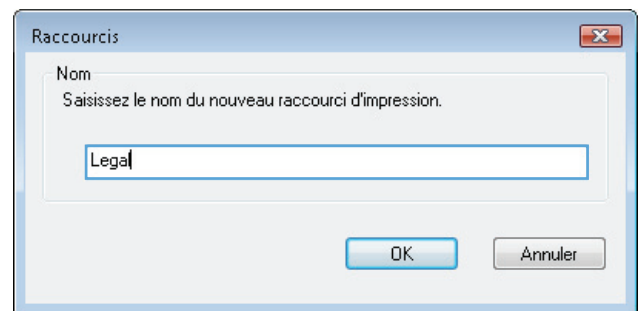 Raccourcis
Nom
Saisissez le nom du nouveau raccourci d'impression.
Legal
OK
Annuler